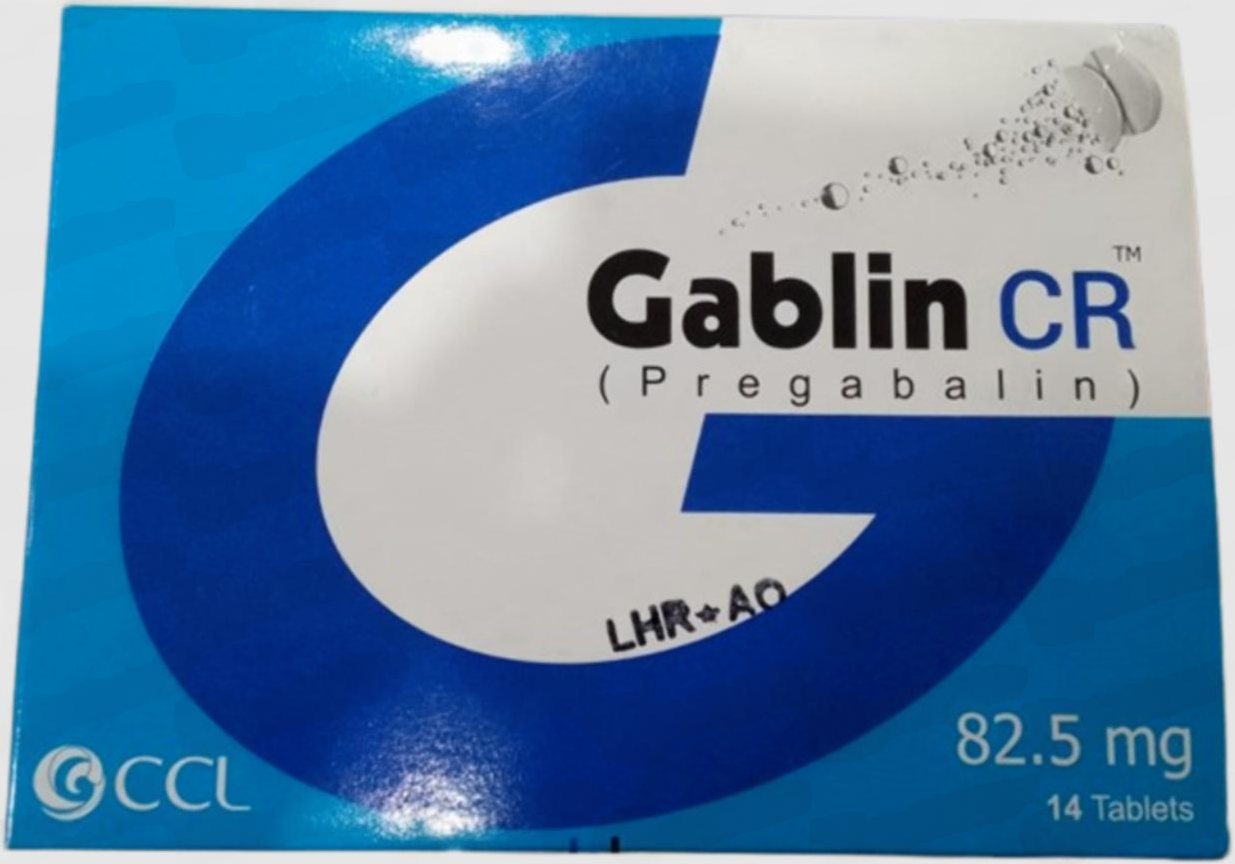 Gablin CR™
(Pregabalin)
LHR★AO
82.5 mg
14 Tablets
CCL